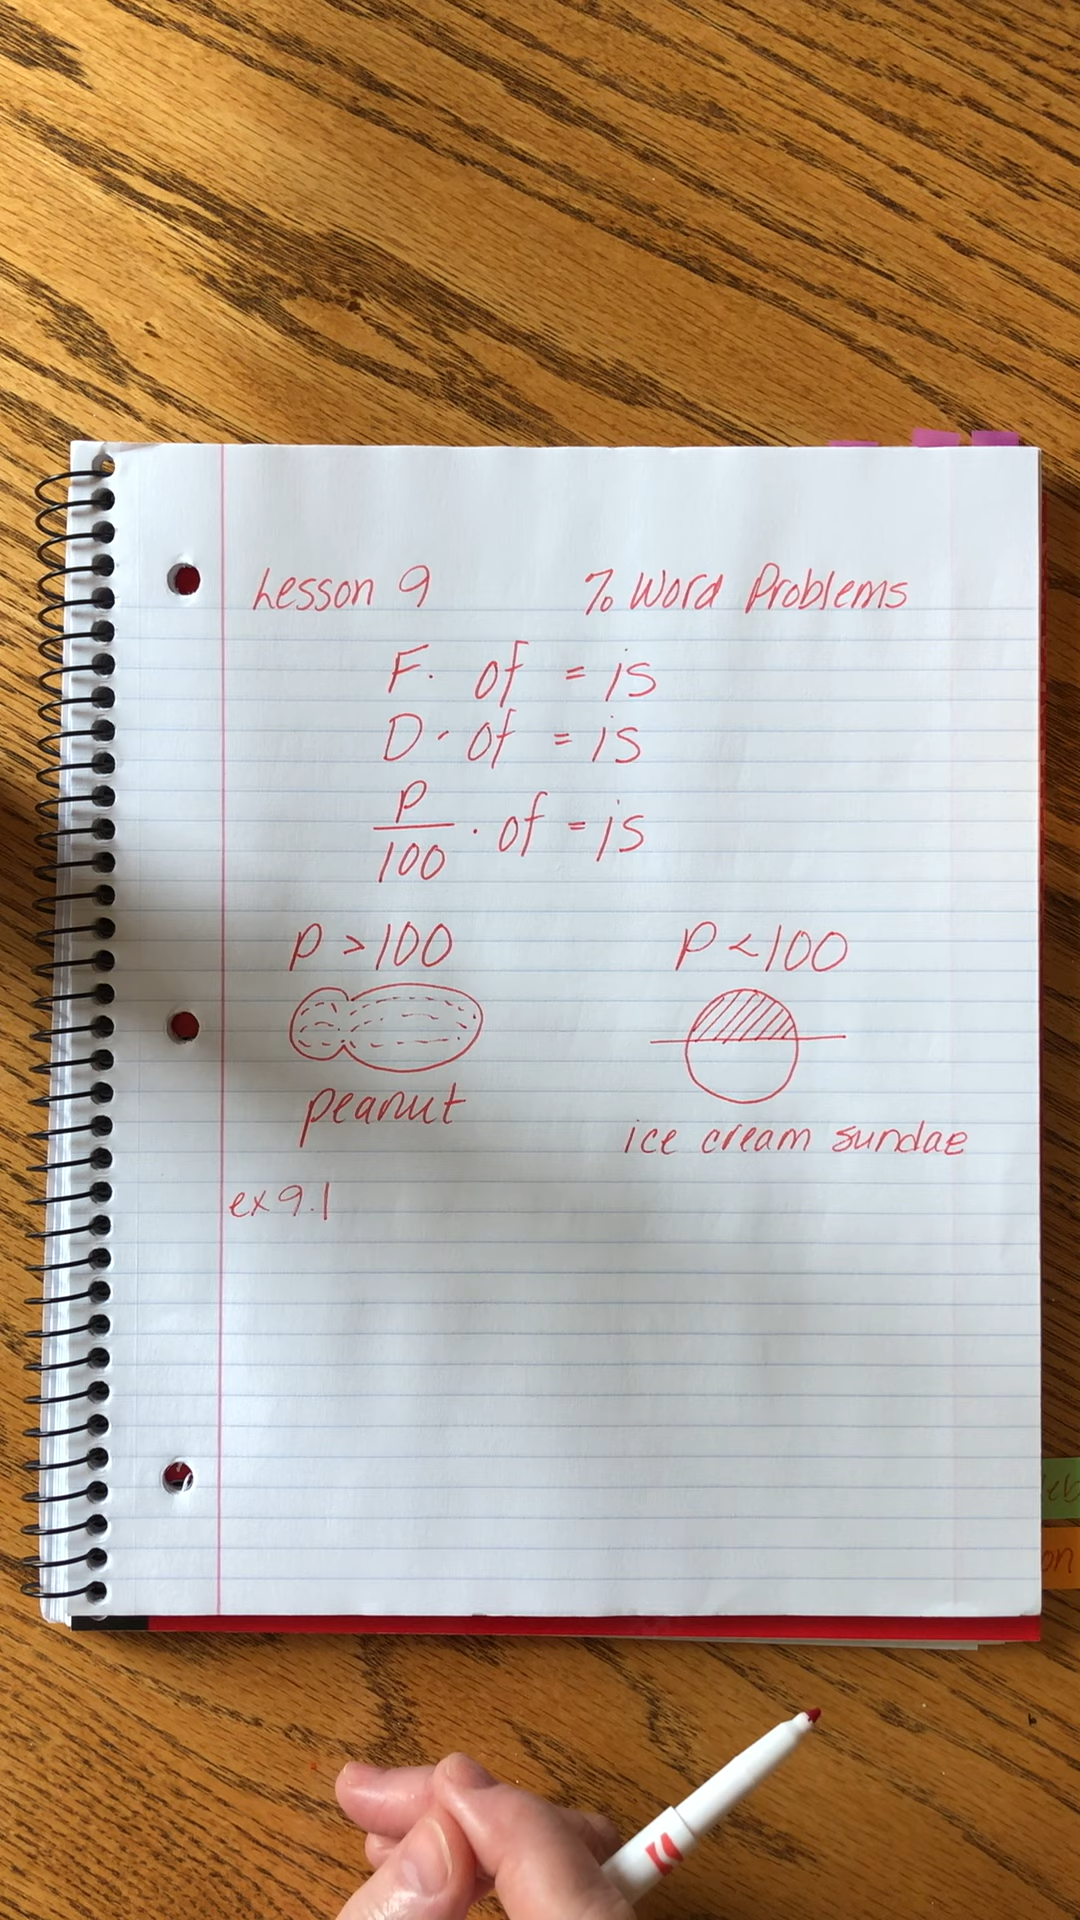 Lesson 9 % Word Problems
F. of = is
D · of = is
P
100 · of = is
P > 100 P < 100
peanut
ice cream sundae
ex 9.1
on